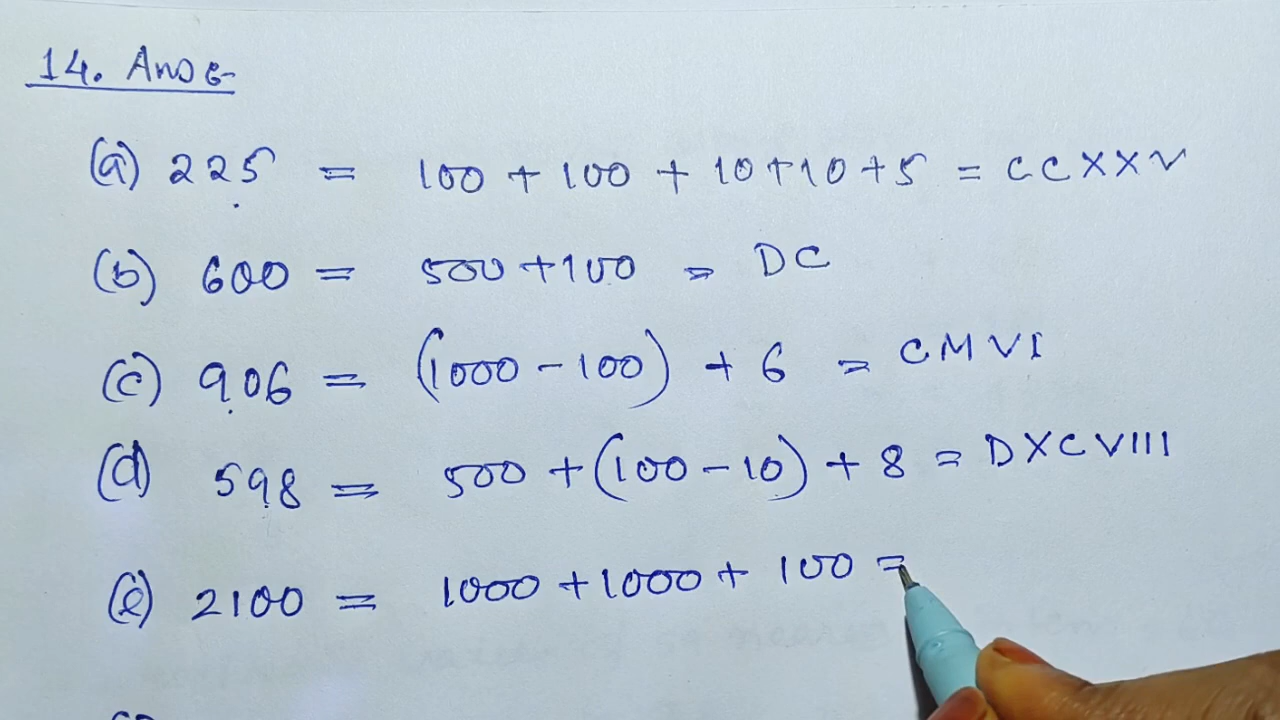 14. Ans:-
(a) 225 = 100 + 100 + 10+10+5 = CCXXV
(b) 600 = 500+100 = DC
(c) 906 = (1000-100) + 6 = CMVI
(d) 598 = 500+(100-10)+8 = DXCVIII
(e) 2100 = 1000+1000+ 100 =